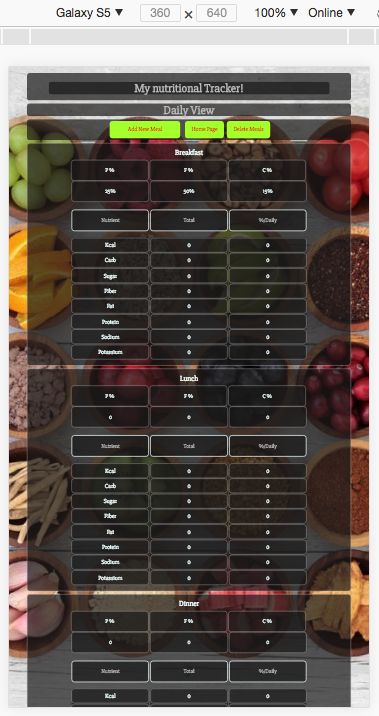 Galaxy S5 ▼ 360 × 640 100% ▼ Online ▼
My nutritional Tracker!
Daily View
Add New Meal Home Page Delete Meals
Breakfast
P % F % C %
25% 50% 15%
Nutrient Total %/Daily
Kcal 0 0
Carb 0 0
Sugar 0 0
Fiber 0 0
Fat 0 0
Protein 0 0
Sodium 0 0
Potassium 0 0
Lunch
P % F % C %
0 0 0
Nutrient Total %/Daily
Kcal 0 0
Carb 0 0
Sugar 0 0
Fiber 0 0
Fat 0 0
Protein 0 0
Sodium 0 0
Potassium 0 0
Dinner
P % F % C %
0 0 0
Nutrient Total %/Daily
Kcal 0 0